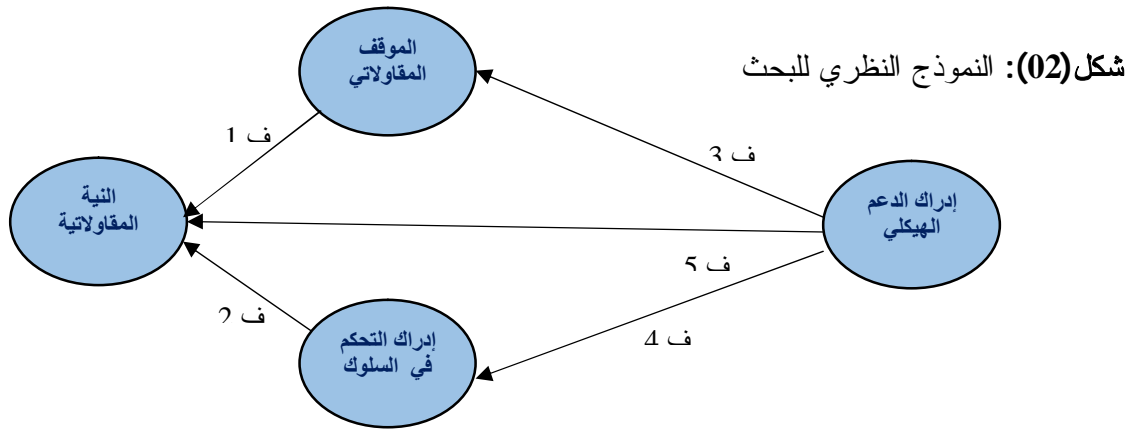 شكل(02): النموذج النظري للبحث
الموقف
المقاولاتي
ف 1
ف 3
النية
المقاولاتية
إدراك الدعم
الهيكلي
ف 5
ف 2
ف 4
إدراك التحكم
في السلوك